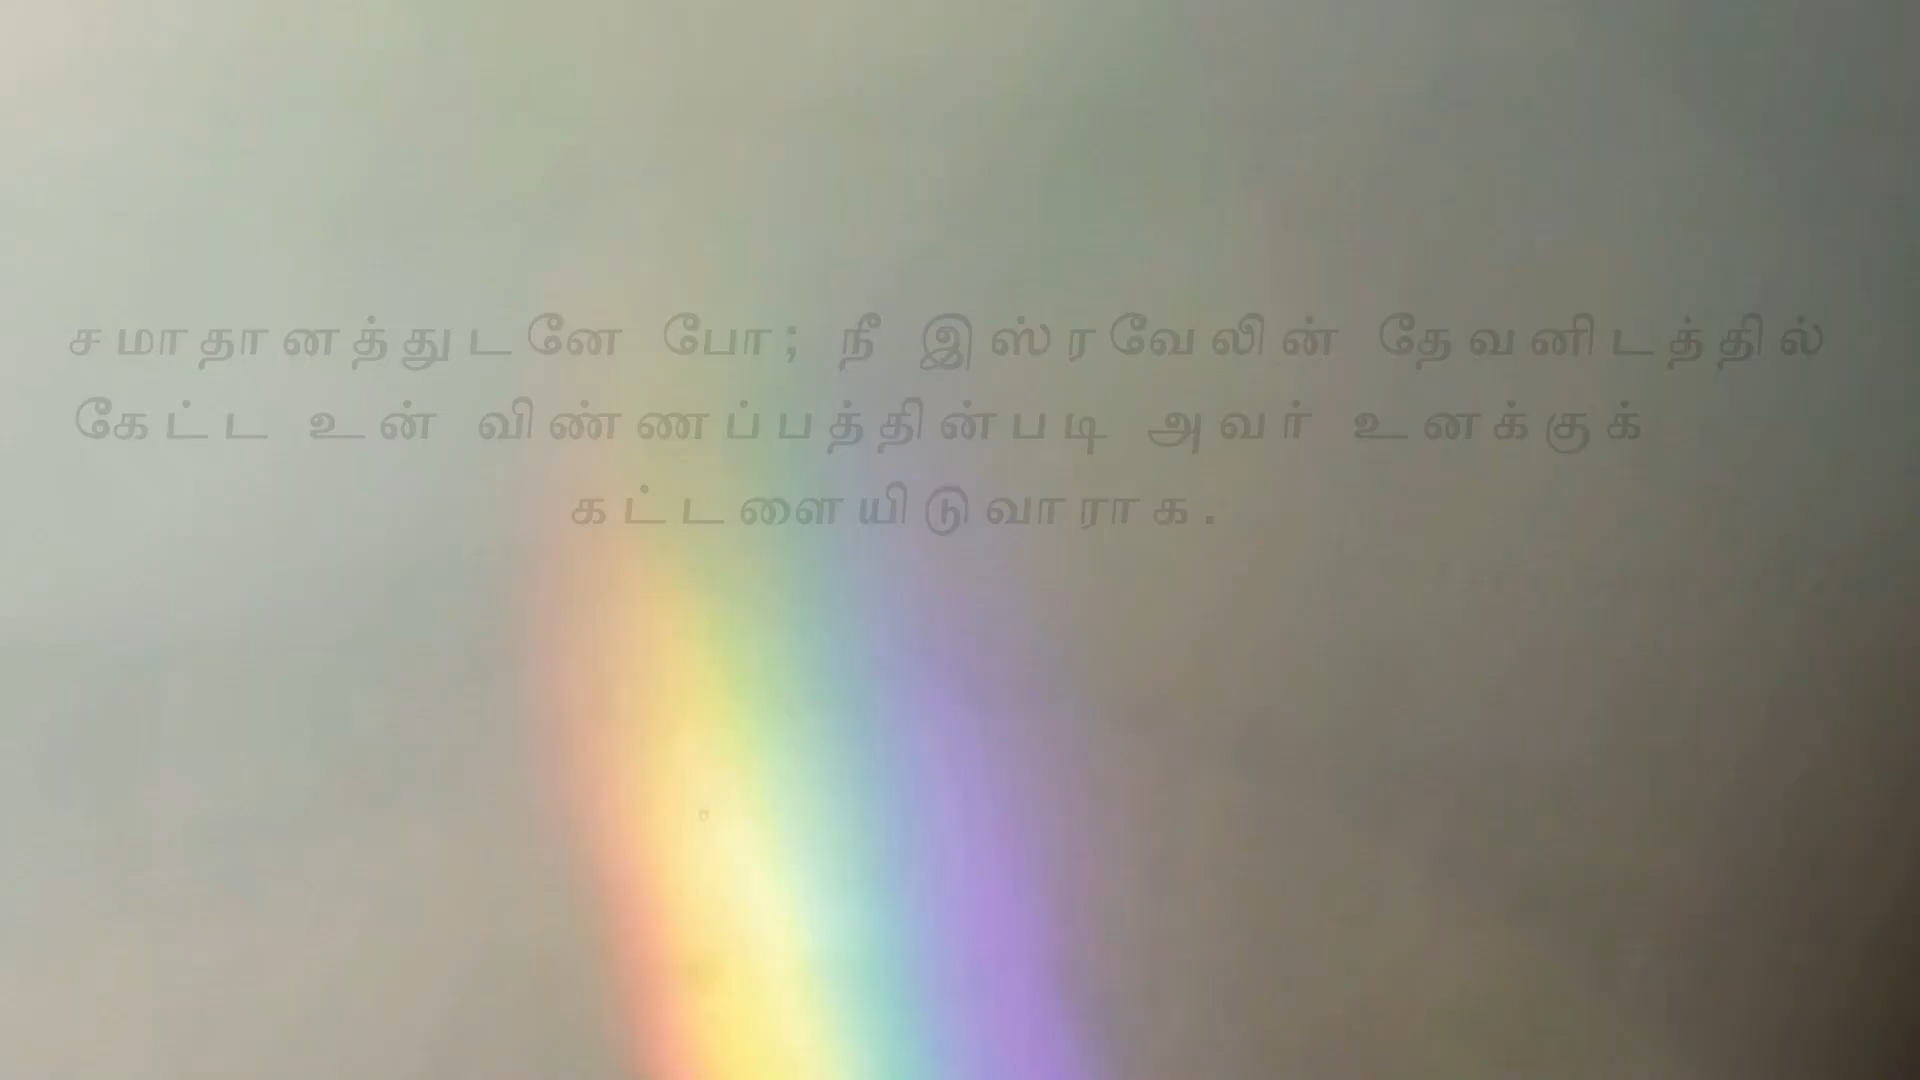 சமாதானத்துடனே போ; நீ இஸ்ரவேலின் தேவனிடத்தில்
கேட்ட உன் விண்ணப்பத்தின்படி அவர் உனக்குக்
கட்டளையிடுவாராக.